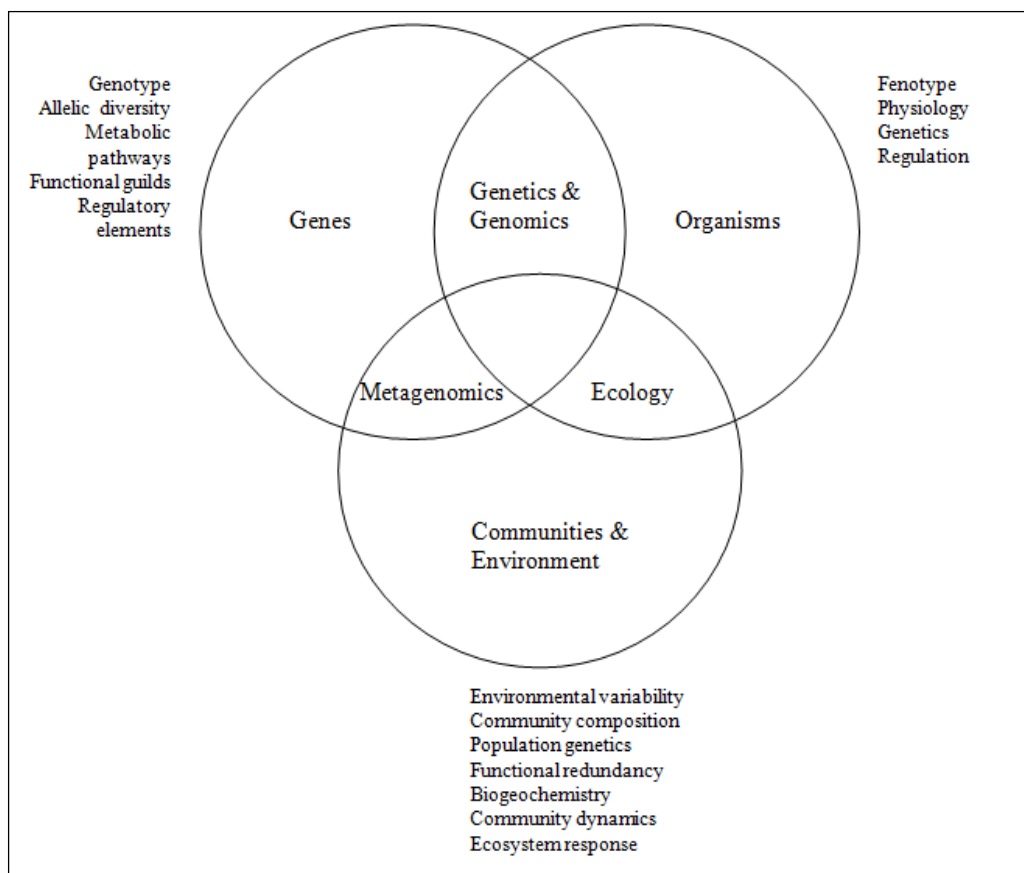 Genotype
Allelic diversity
Metabolic
pathways
Functional guilds
Regulatory
elements
Fenotype
Physiology
Genetics
Regulation
Genes
Genetics &
Genomics
Organisms
Metagenomics
Ecology
Communities &
Environment
Environmental variability
Community composition
Population genetics
Functional redundancy
Biogeochemistry
Community dynamics
Ecosystem response